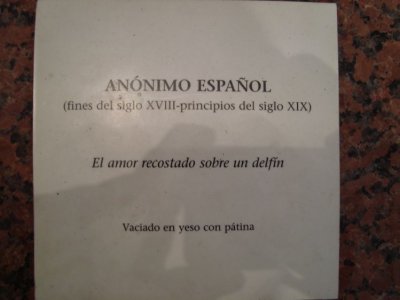 ANÓNIMO ESPAÑOL
(fines del siglo XVIII-principios del siglo XIX)
El amor recostado sobre un delfín
Vaciado en yeso con pátina